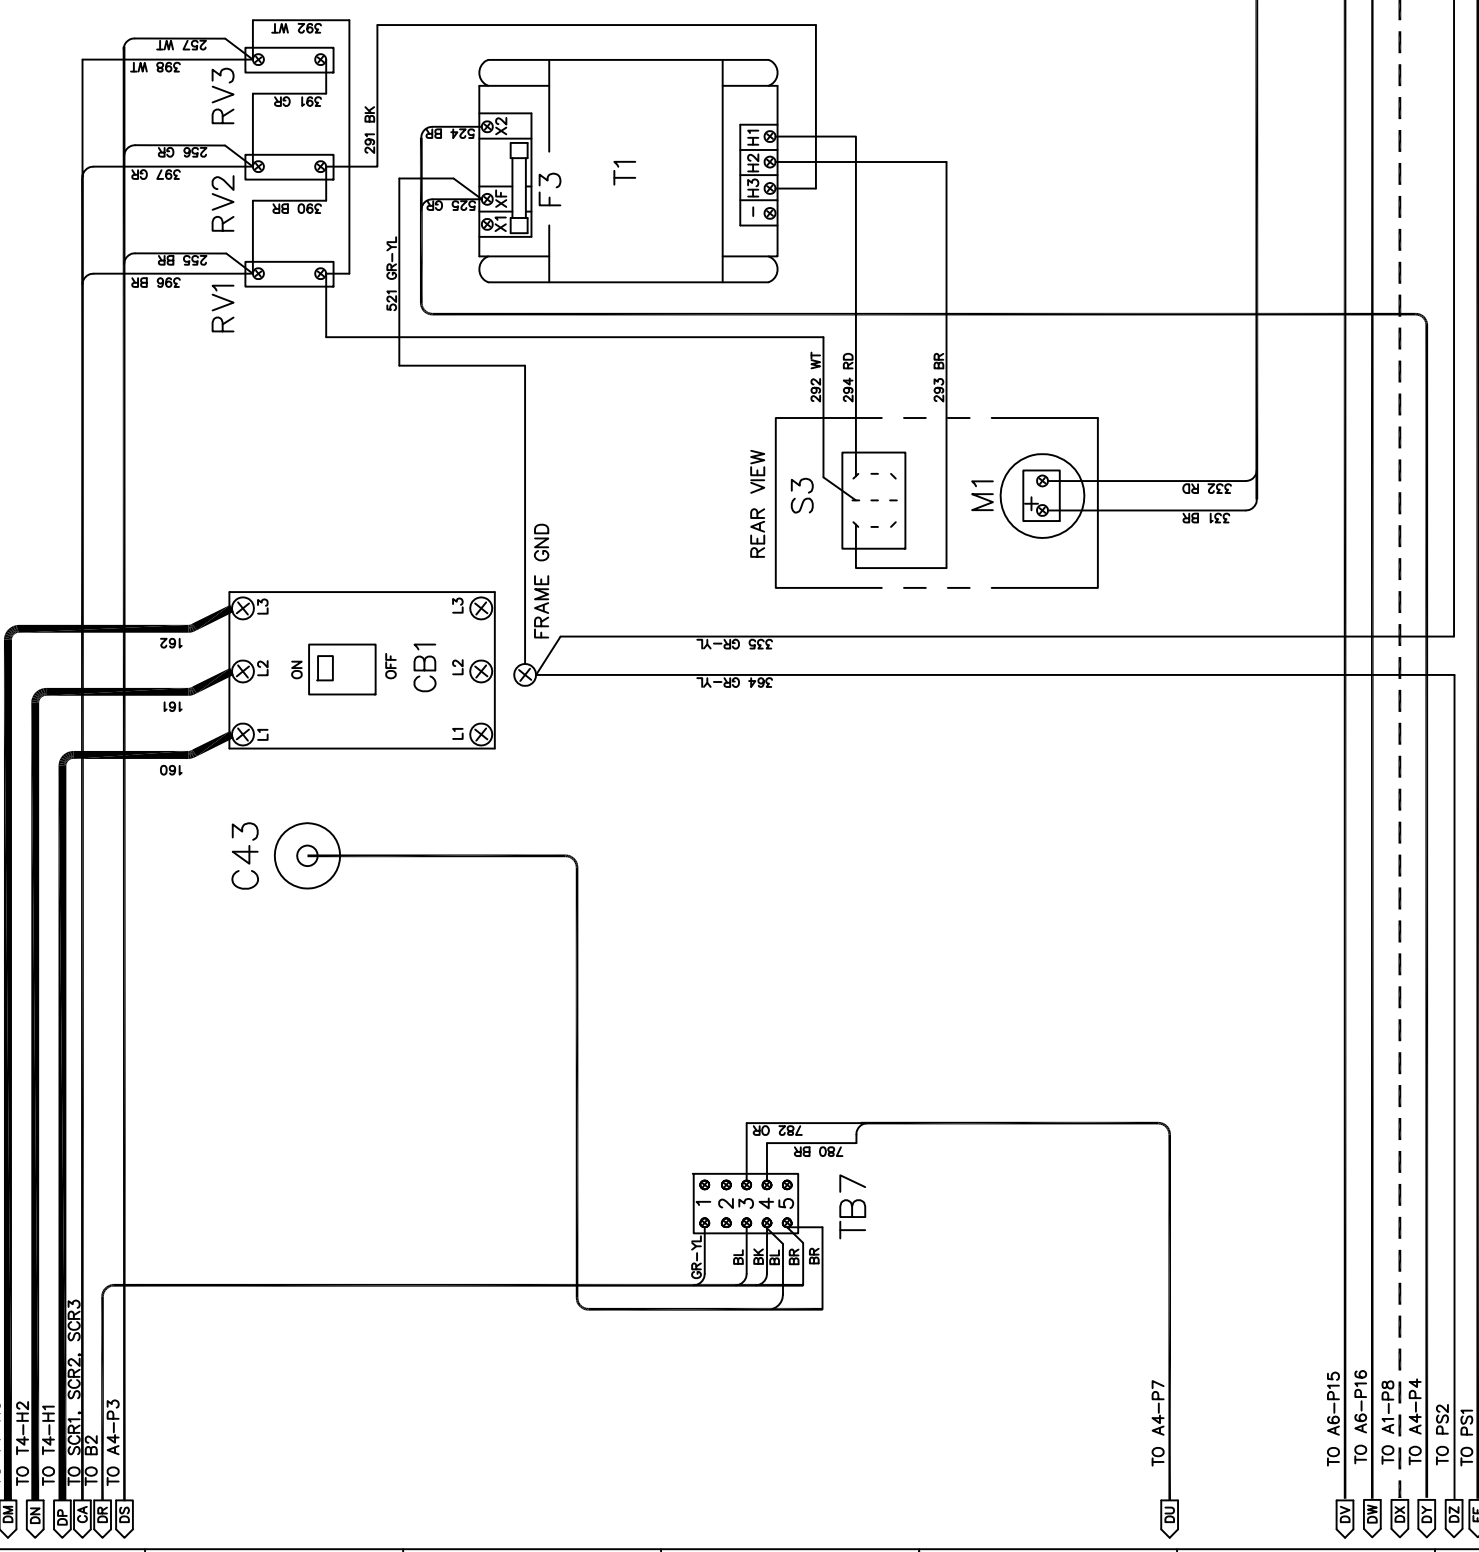 392 WT
257 WT
398 WT
RV3
391 GR
291 BK
256 GR
397 GR
RV2
390 BR
255 BR
396 BR
RV1
524 BR
X2
525 GR
XF
X1
F3
T1
H1
H2
H3
-
521 GR-YL
292 WT
294 RD
293 BR
REAR VIEW
S3
M1
+
332 RD
331 BR
FRAME GND
335 GR-YL
364 GR-YL
162
161
160
L3
L2
L1
ON
OFF
CB1
L3
L2
L1
C43
782 OR
780 BR
1
2
3
4
5
TB7
GR-YL
BL
BK
BL
BR
BR
DM
TO T4-H2
DN
TO T4-H1
DP
TO SCR1, SCR2, SCR3
CA
TO B2
DR
TO A4-P3
DS
TO A4-P7
DU
TO A6-P15
DV
TO A6-P16
DW
TO A1-P8
DX
TO A4-P4
DY
TO PS2
DZ
TO PS1